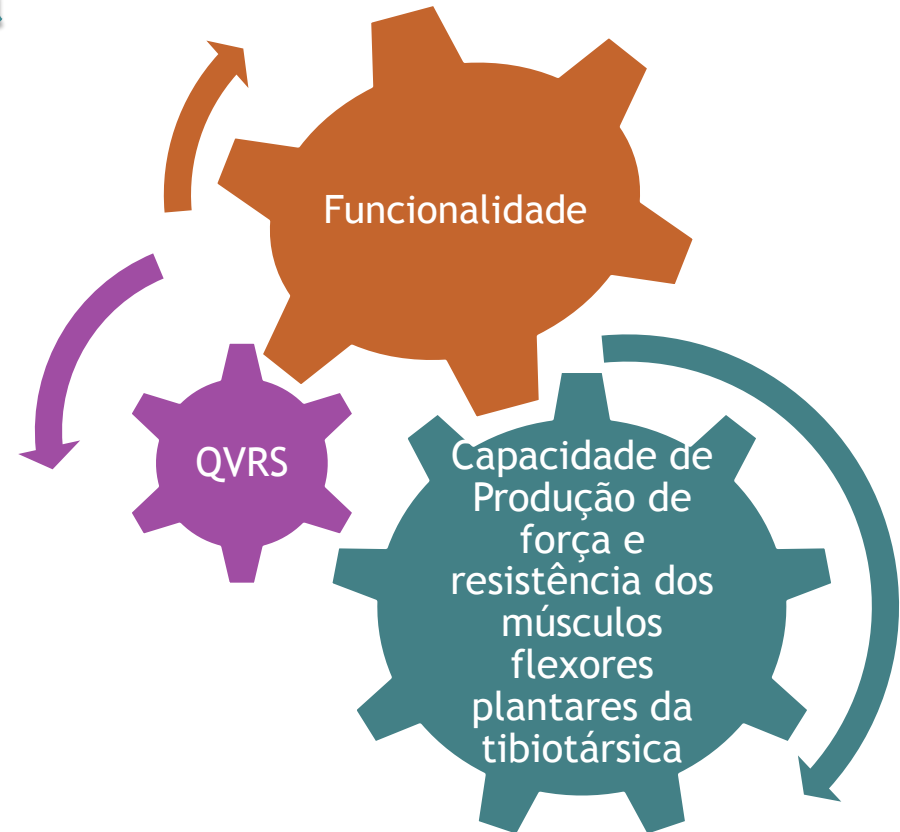 Funcionalidade
QVRS
Capacidade de
Produção de
força e
resistência dos
músculos
flexores
plantares da
tibiotársica